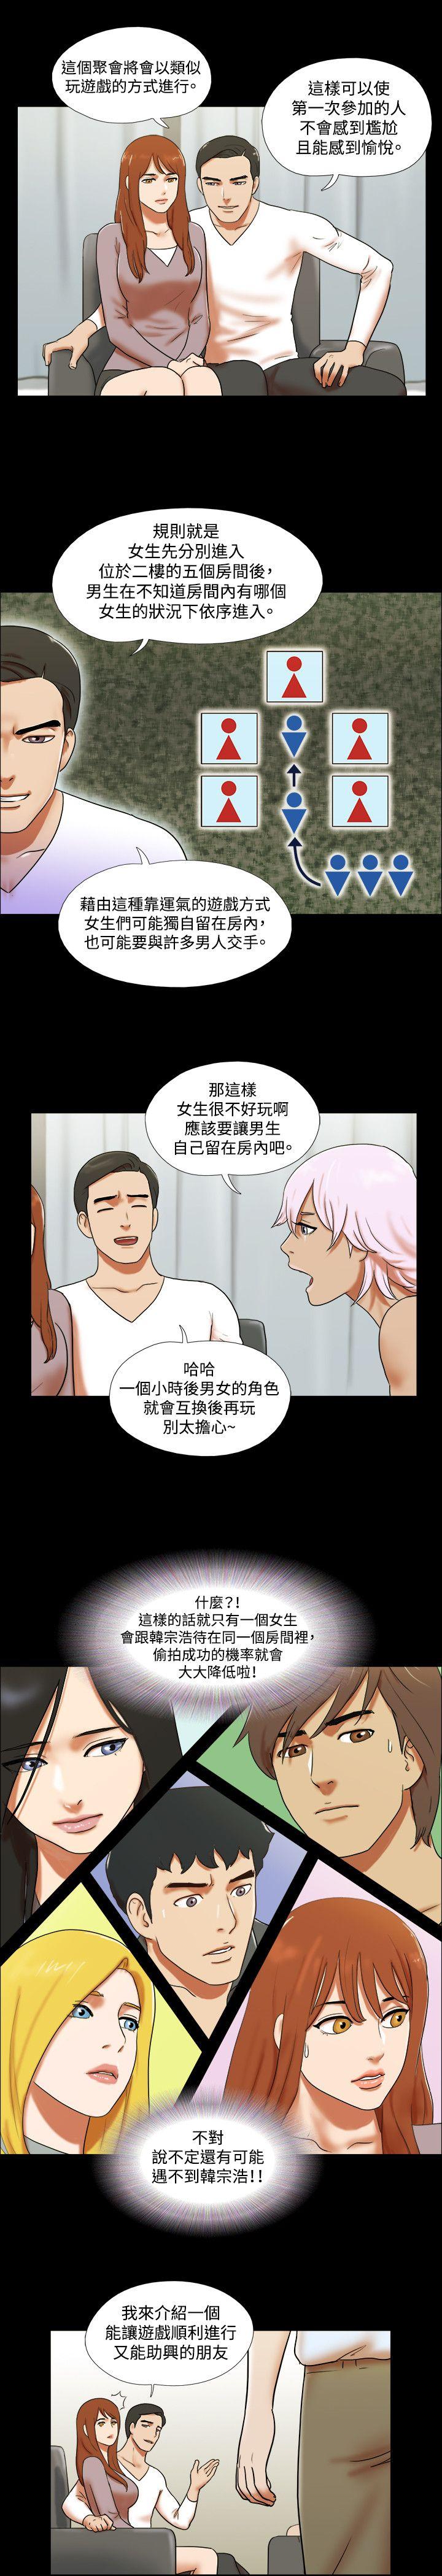 這個聚會將會以類似
玩遊戲的方式進行。
這樣可以使
第一次參加的人
不會感到尷尬
且能感到愉悅。
規則就是
女生先分別進入
位於二樓的五個房間後，
男生在不知道房間內有哪個
女生的狀況下依序進入。
藉由這種靠運氣的遊戲方式
女生們可能獨自留在房內，
也可能要與許多男人交手。
那這樣
女生很不好玩啊
應該要讓男生
自己留在房內吧。
哈哈
一個小時後男女的角色
就會互換後再玩
別太擔心~
什麼？！
這樣的話就只有一個女生
會跟韓宗浩待在同一個房間裡，
偷拍成功的機率就會
大大降低啦！
不對
說不定還有可能
遇不到韓宗浩！！
我來介紹一個
能讓遊戲順利進行
又能助興的朋友